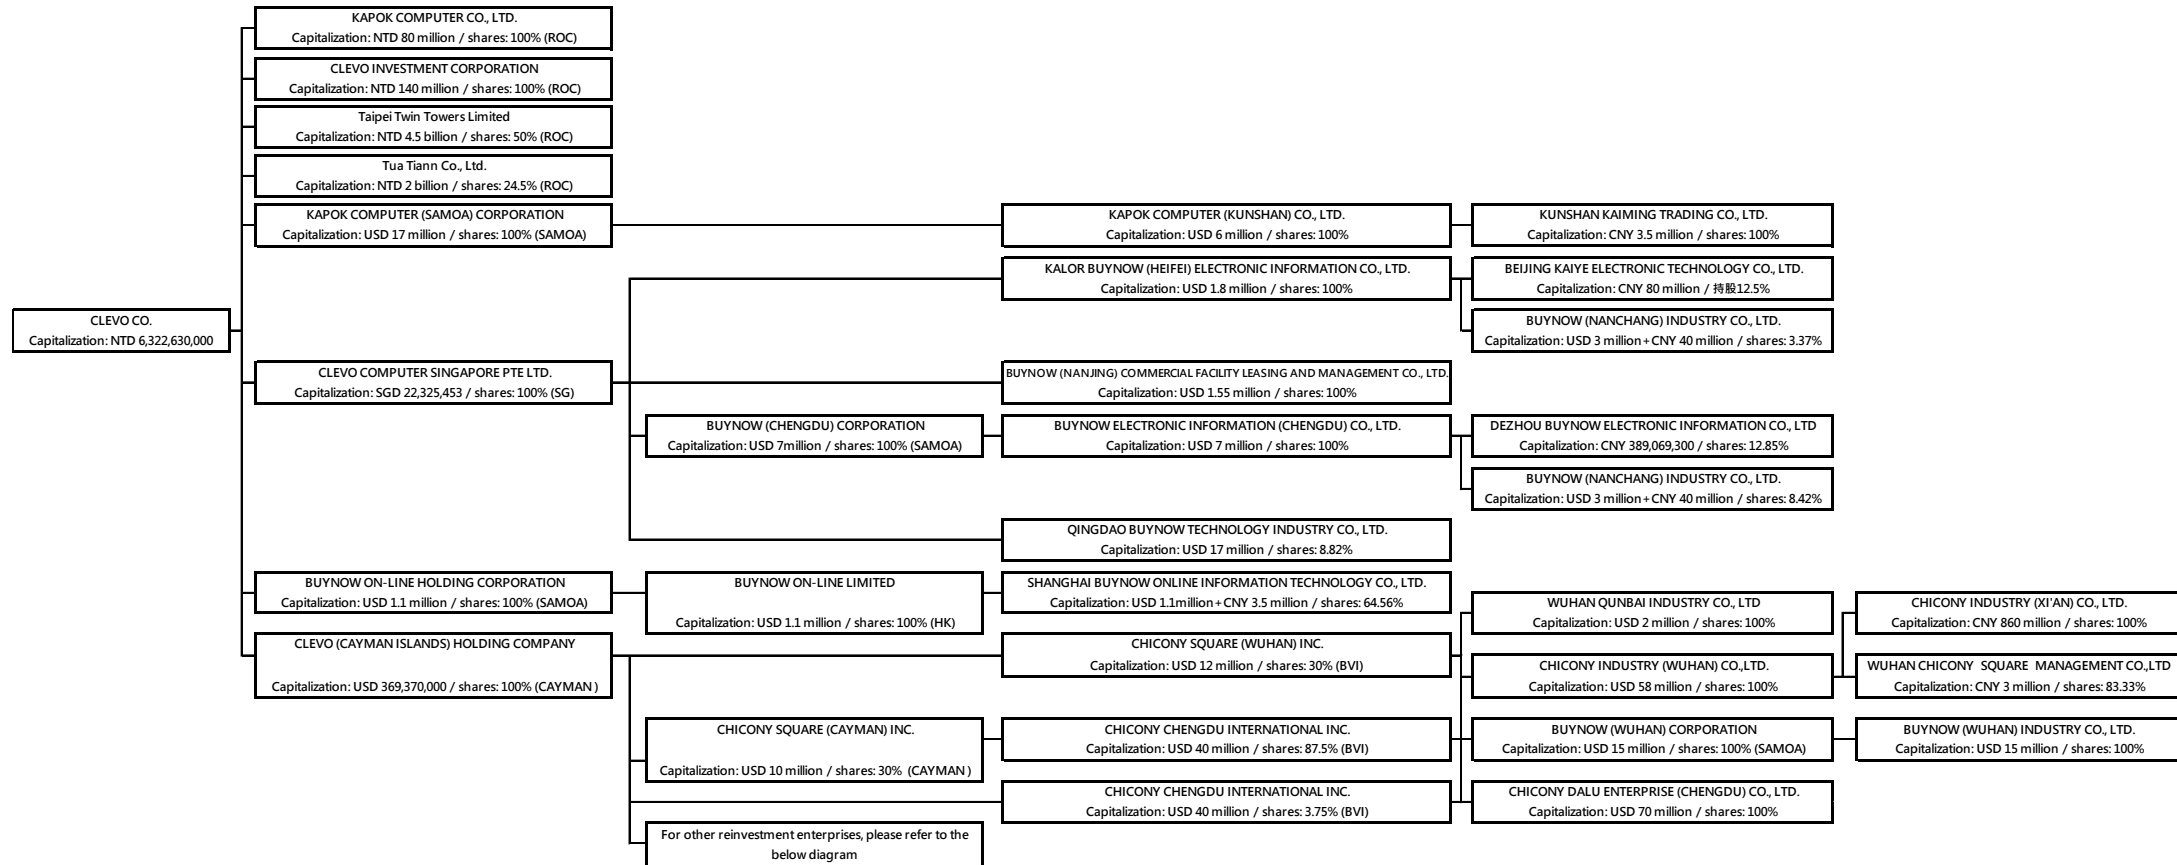 KAPOK COMPUTER CO., LTD.
Capitalization: NTD 80 million / shares: 100% (ROC)
CLEVO INVESTMENT CORPORATION
Capitalization: NTD 140 million / shares: 100% (ROC)
Taipei Twin Towers Limited
Capitalization: NTD 4.5 billion / shares: 50% (ROC)
Tua Tiann Co., Ltd.
Capitalization: NTD 2 billion / shares: 24.5% (ROC)
KAPOK COMPUTER (SAMOA) CORPORATION
Capitalization: USD 17 million / shares: 100% (SAMOA)
KAPOK COMPUTER (KUNSHAN) CO., LTD.
Capitalization: USD 6 million / shares: 100%
KUNSHAN KAIMING TRADING CO., LTD.
Capitalization: CNY 3.5 million / shares: 100%
KALOR BUYNOW (HEIFEI) ELECTRONIC INFORMATION CO., LTD.
Capitalization: USD 1.8 million / shares: 100%
BEIJING KAIYE ELECTRONIC TECHNOLOGY CO., LTD.
Capitalization: CNY 80 million / 持股12.5%
CLEVO CO.
Capitalization: NTD 6,322,630,000
BUYNOW (NANCHANG) INDUSTRY CO., LTD.
Capitalization: USD 3 million+CNY 40 million / shares: 3.37%
CLEVO COMPUTER SINGAPORE PTE LTD.
Capitalization: SGD 22,325,453 / shares: 100% (SG)
BUYNOW (NANJING) COMMERCIAL FACILITY LEASING AND MANAGEMENT CO., LTD.
Capitalization: USD 1.55 million / shares: 100%
BUYNOW (CHENGDU) CORPORATION
Capitalization: USD 7million / shares: 100% (SAMOA)
BUYNOW ELECTRONIC INFORMATION (CHENGDU) CO., LTD.
Capitalization: USD 7 million / shares: 100%
DEZHOU BUYNOW ELECTRONIC INFORMATION CO., LTD
Capitalization: CNY 389,069,300 / shares: 12.85%
BUYNOW (NANCHANG) INDUSTRY CO., LTD.
Capitalization: USD 3 million+CNY 40 million / shares: 8.42%
QINGDAO BUYNOW TECHNOLOGY INDUSTRY CO., LTD.
Capitalization: USD 17 million / shares: 8.82%
BUYNOW ON-LINE HOLDING CORPORATION
Capitalization: USD 1.1 million / shares: 100% (SAMOA)
BUYNOW ON-LINE LIMITED
Capitalization: USD 1.1 million / shares: 100% (HK)
SHANGHAI BUYNOW ONLINE INFORMATION TECHNOLOGY CO., LTD.
Capitalization: USD 1.1million+CNY 3.5 million / shares: 64.56%
WUHAN QUNBAI INDUSTRY CO., LTD
Capitalization: USD 2 million / shares: 100%
CHICONY INDUSTRY (XI'AN) CO., LTD.
Capitalization: CNY 860 million / shares: 100%
CLEVO (CAYMAN ISLANDS) HOLDING COMPANY
Capitalization: USD 369,370,000 / shares: 100% (CAYMAN )
CHICONY SQUARE (WUHAN) INC.
Capitalization: USD 12 million / shares: 30% (BVI)
CHICONY INDUSTRY (WUHAN) CO.,LTD.
Capitalization: USD 58 million / shares: 100%
WUHAN CHICONY SQUARE MANAGEMENT CO.,LTD
Capitalization: CNY 3 million / shares: 83.33%
CHICONY SQUARE (CAYMAN) INC.
Capitalization: USD 10 million / shares: 30% (CAYMAN )
CHICONY CHENGDU INTERNATIONAL INC.
Capitalization: USD 40 million / shares: 87.5% (BVI)
BUYNOW (WUHAN) CORPORATION
Capitalization: USD 15 million / shares: 100% (SAMOA)
BUYNOW (WUHAN) INDUSTRY CO., LTD.
Capitalization: USD 15 million / shares: 100%
CHICONY CHENGDU INTERNATIONAL INC.
Capitalization: USD 40 million / shares: 3.75% (BVI)
CHICONY DALU ENTERPRISE (CHENGDU) CO., LTD.
Capitalization: USD 70 million / shares: 100%
For other reinvestment enterprises, please refer to the
below diagram